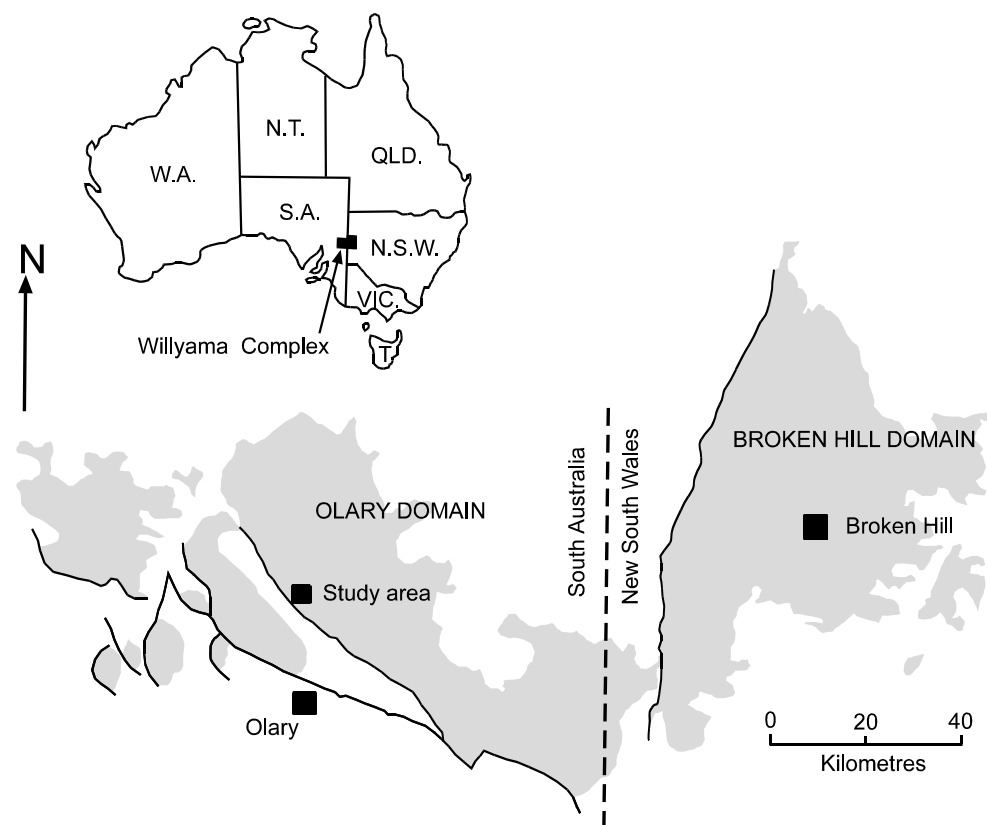 N.T.
W.A.
QLD.
S.A.
N.S.W.
N
VIC.
Willyama Complex
T
BROKEN HILL DOMAIN
OLARY DOMAIN
South Australia
New South Wales
Broken Hill
Study area
Olary
0 20 40
Kilometres